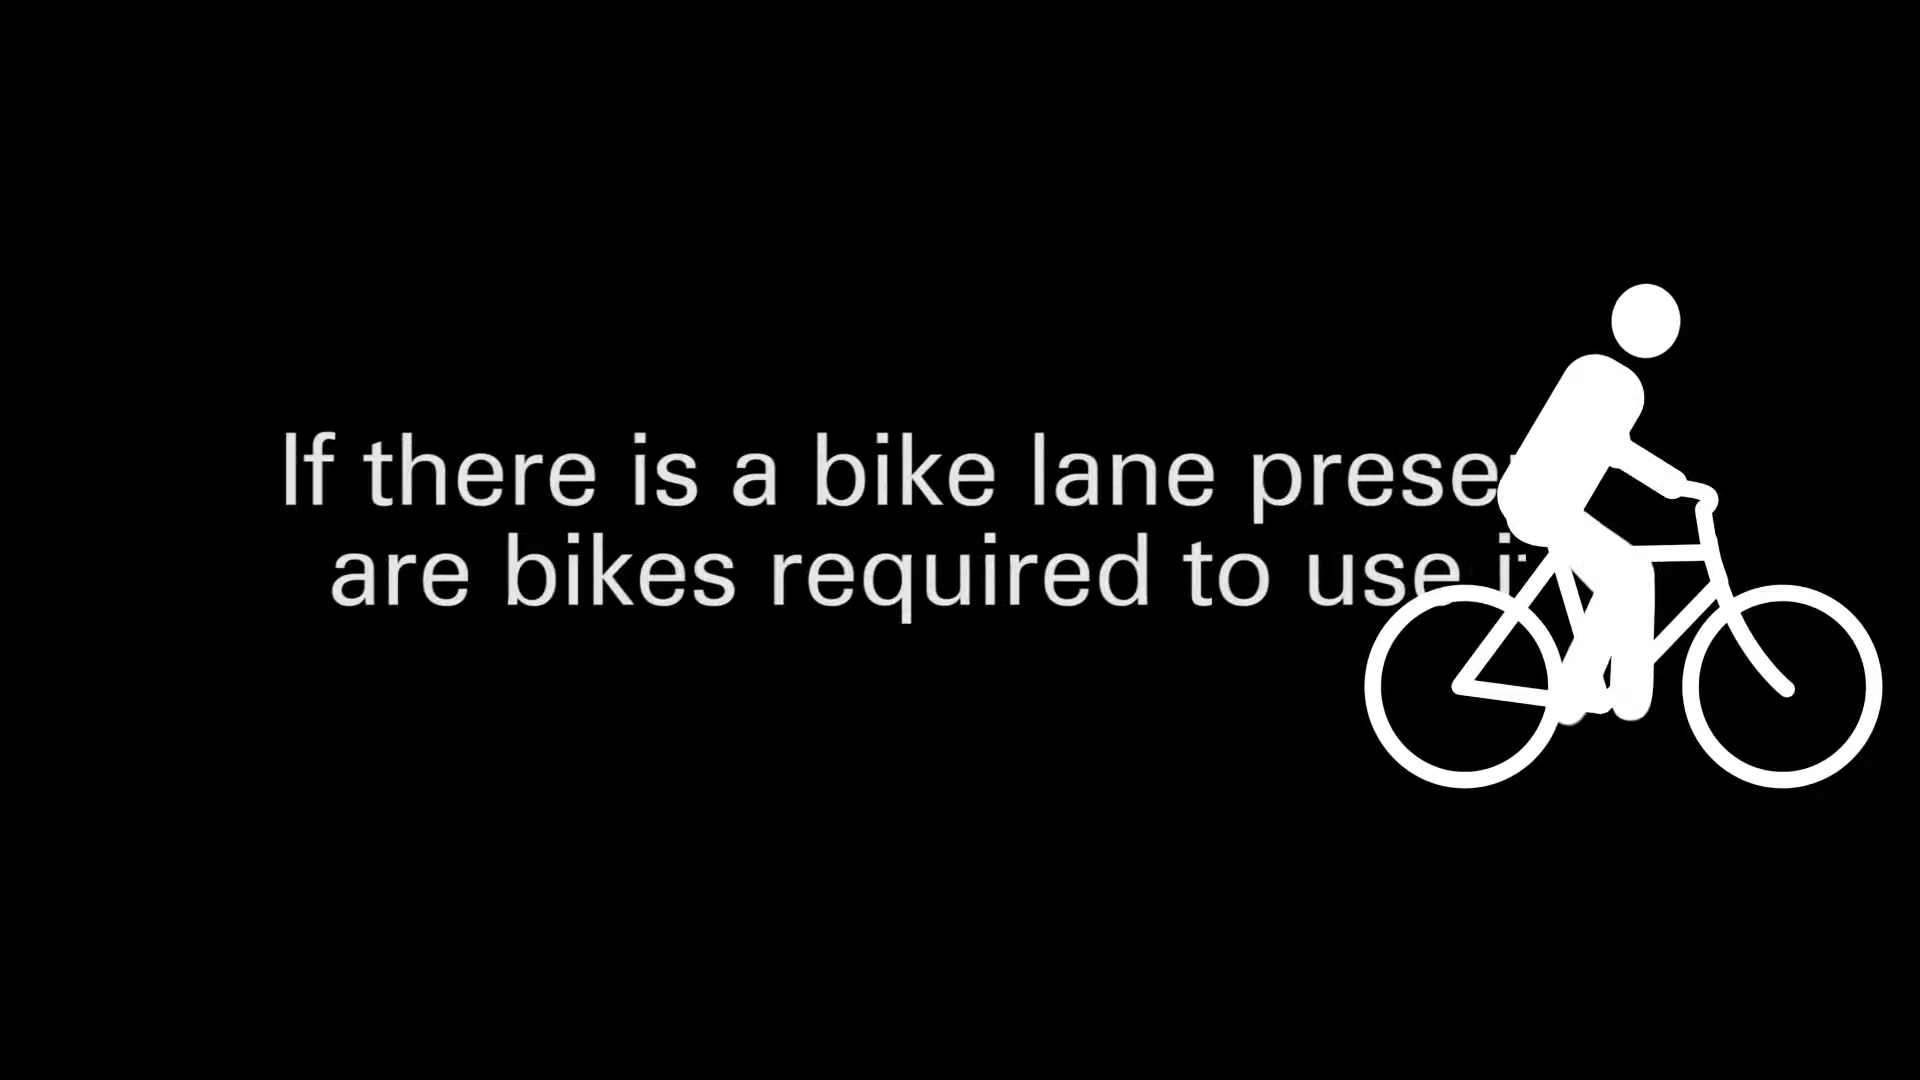 If there is a bike lane
are bikes required to use